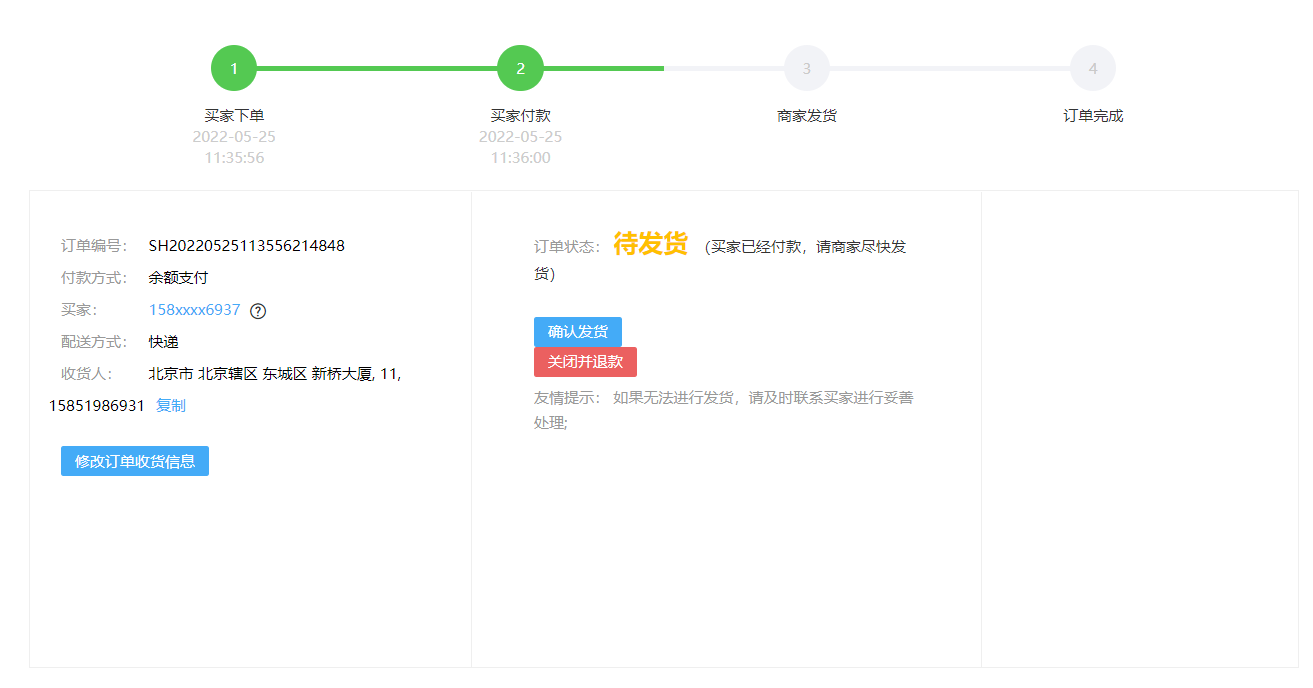 1
2
3
4
买家下单
买家付款
商家发货
订单完成
2022-05-25
2022-05-25
11:35:56
11:36:00
订单编号： SH20220525113556214848
付款方式： 余额支付
买家： 158xxxx6937 ?
配送方式： 快递
收货人： 北京市 北京辖区 东城区 新桥大厦, 11,
15851986931 复制
修改订单收货信息
订单状态： 待发货 （买家已经付款，请商家尽快发
货）
确认发货
关闭并退款
友情提示： 如果无法进行发货，请及时联系买家进行妥善
处理;